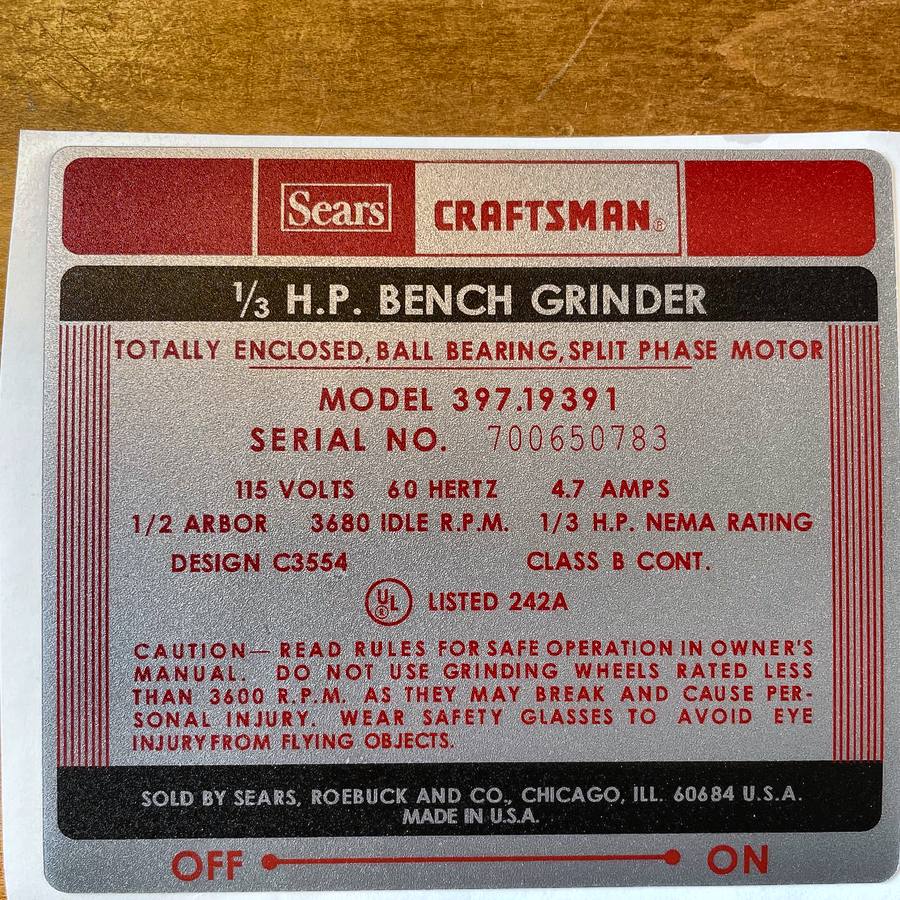 Sears CRAFTSMAN®
1/3 H.P. BENCH GRINDER
TOTALLY ENCLOSED, BALL BEARING, SPLIT PHASE MOTOR
MODEL 397.19391
SERIAL NO. 700650783
115 VOLTS 60 HERTZ 4.7 AMPS
1/2 ARBOR 3680 IDLE R.P.M. 1/3 H.P. NEMA RATING
DESIGN C3554 CLASS B CONT.
UL® LISTED 242A
CAUTION— READ RULES FOR SAFE OPERATION IN OWNER'S
MANUAL. DO NOT USE GRINDING WHEELS RATED LESS
THAN 3600 R.P.M. AS THEY MAY BREAK AND CAUSE PER-
SONAL INJURY. WEAR SAFETY GLASSES TO AVOID EYE
INJURY FROM FLYING OBJECTS.
SOLD BY SEARS, ROEBUCK AND CO., CHICAGO, ILL. 60684 U.S.A.
MADE IN U.S.A.
OFF ON